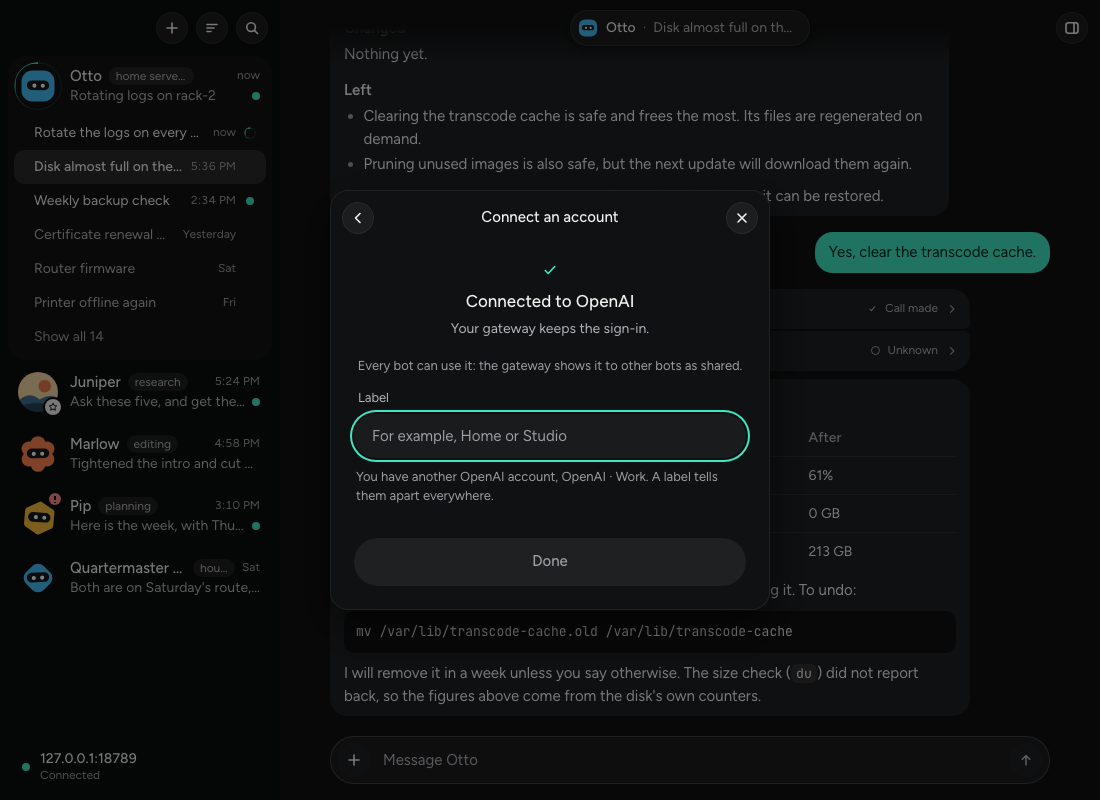 Otto home serve... now
Rotating logs on rack-2
Rotate the logs on every ... now
Disk almost full on the... 5:36 PM
Weekly backup check 2:34 PM
Certificate renewal ... Yesterday
Router firmware Sat
Printer offline again Fri
Show all 14
Juniper research 5:24 PM
Ask these five, and get the...
Marlow editing 4:58 PM
Tightened the intro and cut ...
Pip planning 3:10 PM
Here is the week, with Thu...
Quartermaster ... hou... Sat
Both are on Saturday's route,...
127.0.0.1:18789
Connected
Otto · Disk almost full on th...
Nothing yet.
Left
• Clearing the transcode cache is safe and frees the most. Its files are regenerated on
demand.
• Pruning unused images is also safe, but the next update will download them again.
it can be restored.
Yes, clear the transcode cache.
Call made
Unknown
After
61%
0 GB
213 GB
g it. To undo:
mv /var/lib/transcode-cache.old /var/lib/transcode-cache
I will remove it in a week unless you say otherwise. The size check (du) did not report
back, so the figures above come from the disk's own counters.
Message Otto
Connect an account
Connected to OpenAI
Your gateway keeps the sign-in.
Every bot can use it: the gateway shows it to other bots as shared.
Label
For example, Home or Studio
You have another OpenAI account, OpenAI · Work. A label tells
them apart everywhere.
Done